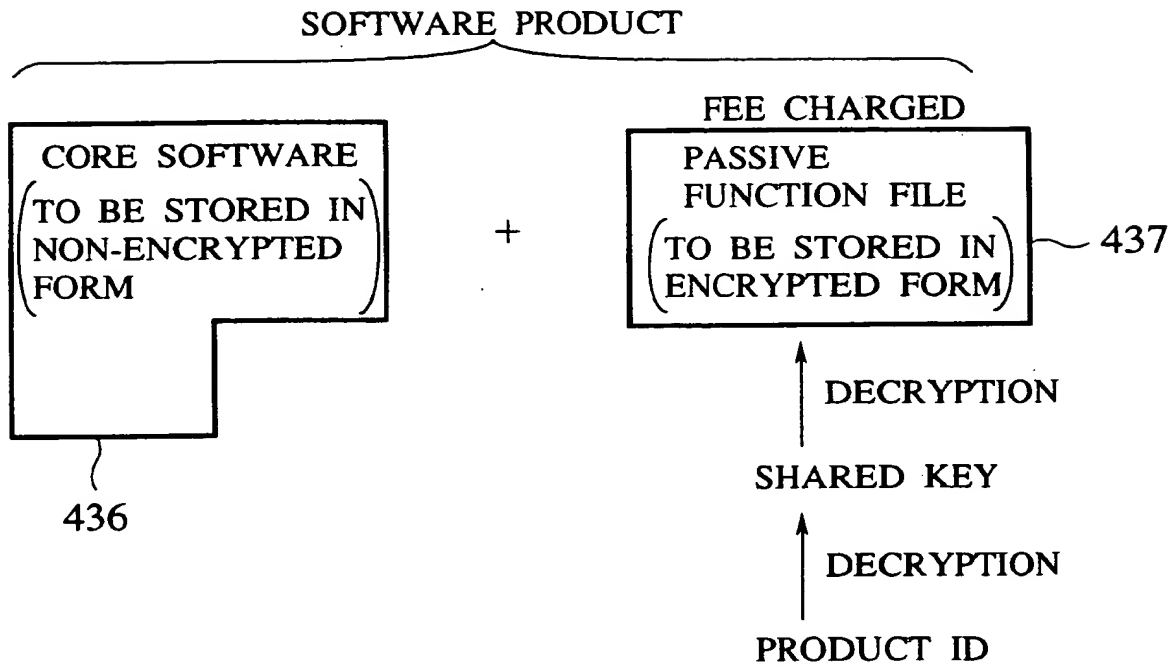 SOFTWARE PRODUCT
CORE SOFTWARE
(TO BE STORED IN
NON-ENCRYPTED
FORM)
436
+
FEE CHARGED
PASSIVE
FUNCTION FILE
(TO BE STORED IN
ENCRYPTED FORM)
437
DECRYPTION
SHARED KEY
DECRYPTION
PRODUCT ID